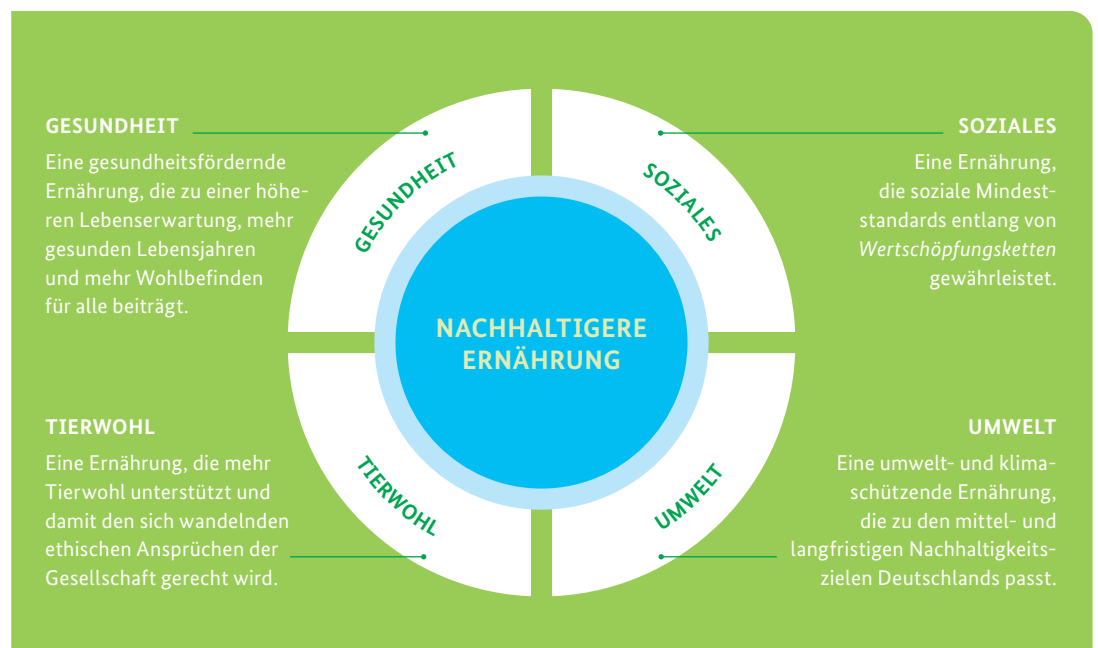 GESUNDHEIT
Eine gesundheitsfördernde
Ernährung, die zu einer höhe-
ren Lebenserwartung, mehr
gesunden Lebensjahren
und mehr Wohlbefinden
für alle beiträgt.
SOZIALES
Eine Ernährung,
die soziale Mindest-
standards entlang von
Wertschöpfungsketten
gewährleistet.
GESUNDHEIT
SOZIALES
NACHHALTIGERE
ERNÄHRUNG
TIERWOHL
UMWELT
TIERWOHL
Eine Ernährung, die mehr
Tierwohl unterstützt und
damit den sich wandelnden
ethischen Ansprüchen der
Gesellschaft gerecht wird.
UMWELT
Eine umwelt- und klima-
schützende Ernährung,
die zu den mittel- und
langfristigen Nachhaltigkeits-
zielen Deutschlands passt.